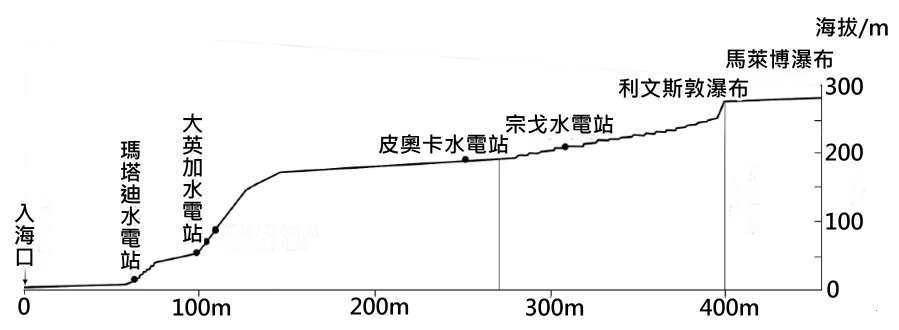 海拔/m
馬萊博瀑布
利文斯敦瀑布
300
大英加水電站
宗戈水電站
皮奧卡水電站
瑪塔迪水電站
200
入海口
100
0
0
100m
200m
300m
400m